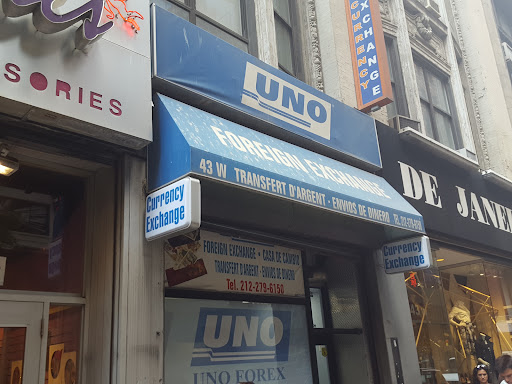 SORIES
CURRENCY
EXCHANGE
UNO
FOREIGN EXCHANGE
43 W TRANSFERT D'ARGENT - ENVIOS DE DINERO
Currency
Exchange
DE JANE
Currency
Exchange
FOREIGN EXCHANGE • CASA DE CAMBIO
TRANSFERT D'ARGENT - ENVIOS DE DINERO
Tel. 212-279-6150
UNO
UNO FOREX